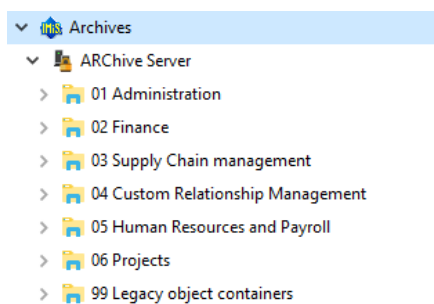 Archives
ARChive Server
01 Administration
02 Finance
03 Supply Chain management
04 Custom Relationship Management
05 Human Resources and Payroll
06 Projects
99 Legacy object containers